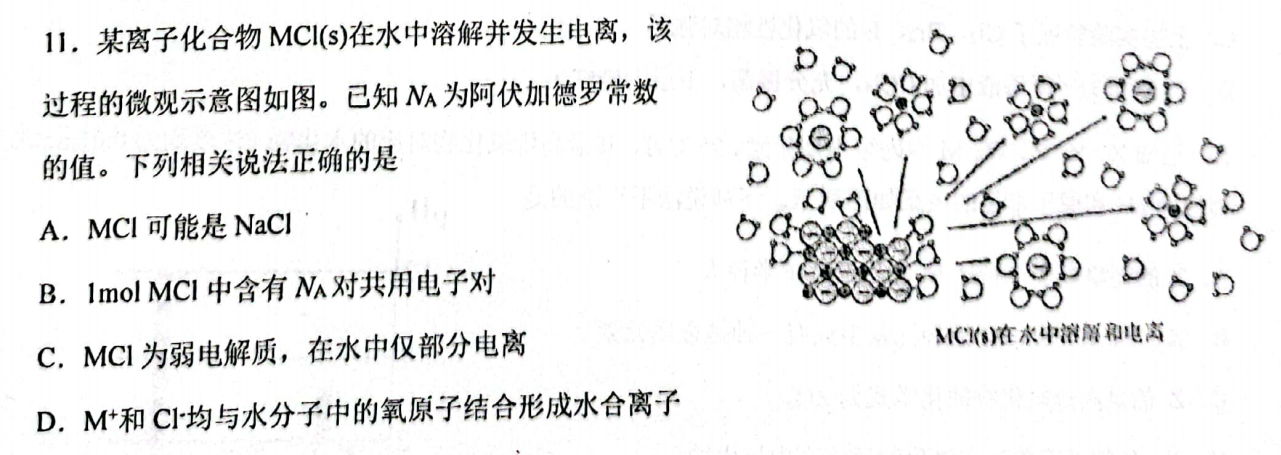 11．某离子化合物 MCl(s)在水中溶解并发生电离，该
过程的微观示意图如图。已知 NA 为阿伏加德罗常数
的值。下列相关说法正确的是
A．MCl 可能是 NaCl
B．1mol MCl 中含有 NA 对共用电子对
C．MCl 为弱电解质，在水中仅部分电离
D．M⁺和 Cl⁻均与水分子中的氧原子结合形成水合离子
MCl(s)在水中溶解和电离